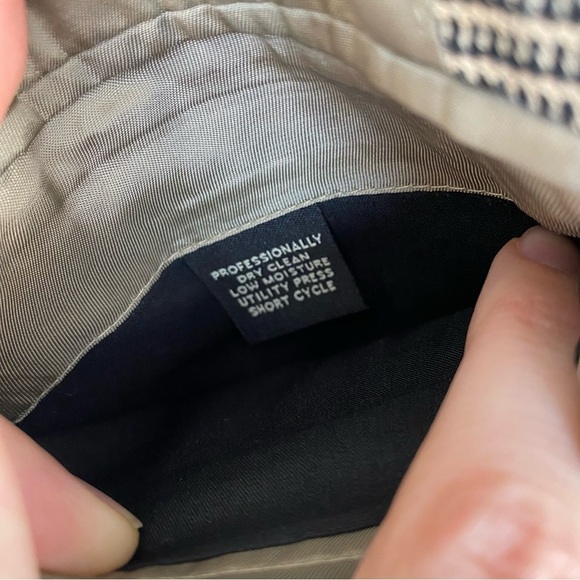 PROFESSIONALLY
DRY CLEAN
LOW MOISTURE
UTILITY PRESS
SHORT CYCLE